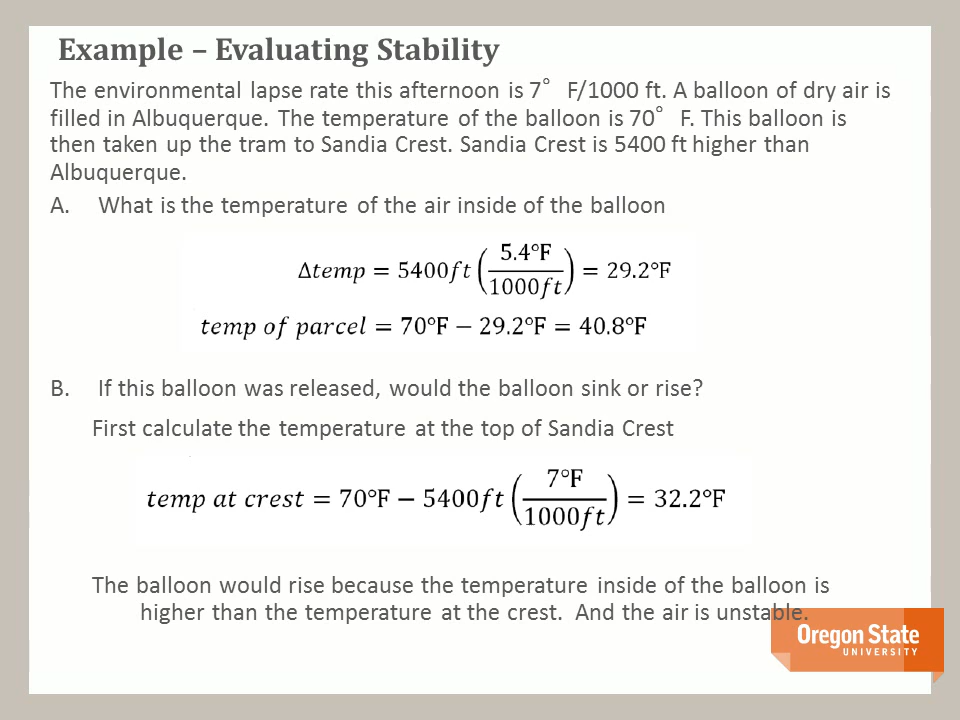 Example – Evaluating Stability
The environmental lapse rate this afternoon is 7° F/1000 ft. A balloon of dry air is
filled in Albuquerque. The temperature of the balloon is 70° F. This balloon is
then taken up the tram to Sandia Crest. Sandia Crest is 5400 ft higher than
Albuquerque.
A. What is the temperature of the air inside of the balloon
Δtemp = 5400ft (5.4°F / 1000ft) = 29.2°F
temp of parcel = 70°F − 29.2°F = 40.8°F
B. If this balloon was released, would the balloon sink or rise?
First calculate the temperature at the top of Sandia Crest
temp at crest = 70°F − 5400ft (7°F / 1000ft) = 32.2°F
The balloon would rise because the temperature inside of the balloon is
higher than the temperature at the crest. And the air is unstable.
Oregon State
UNIVERSITY